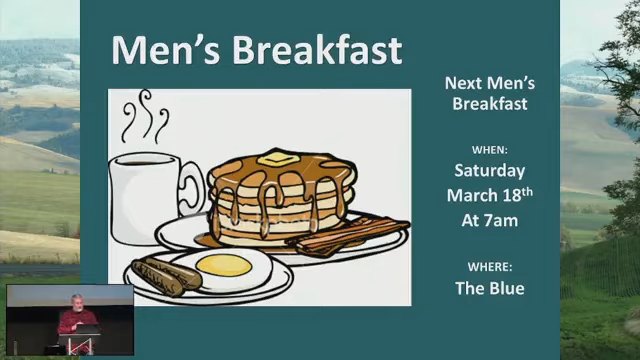 Men's Breakfast
Next Men's
Breakfast
WHEN:
Saturday
March 18th
At 7am
WHERE:
The Blue